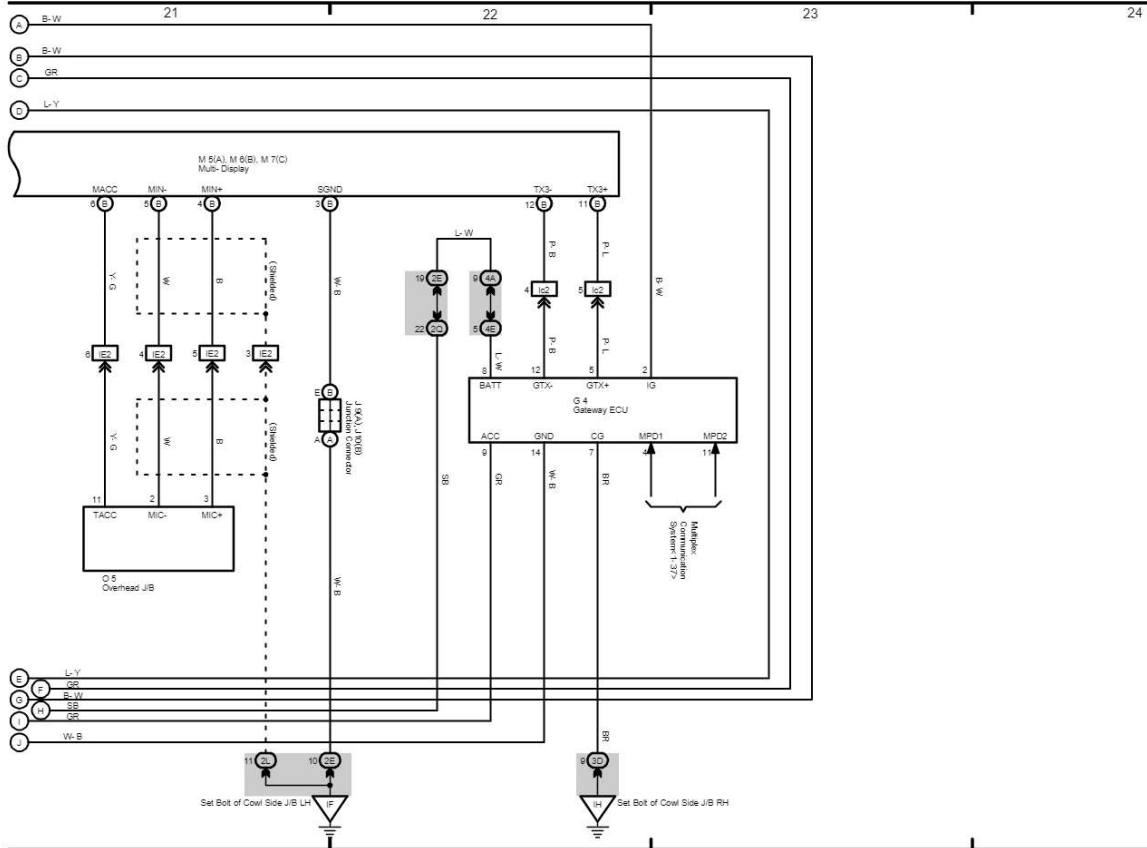 21 22 23 24
A B-W
B B-W
C GR
D L-Y
M 5(A), M 6(B), M 7(C)
Multi- Display
MACC MIN- MIN+ SGND TX3- TX3+
6 B 5 B 4 B 3 B 12 B 11 B
L-W
(Shielded)
Y-G W B W-B P-B P-L B-W
19 2E 9 4A
4 Ic2 5 Ic2
22 2Q 5 4E
6 IE2 4 IE2 5 IE2 3 IE2
L-W P-B P-L
8 12 5 2
BATT GTX- GTX+ IG
E B
G 4
Gateway ECU
J 9(A), J 10(B)
Junction Connector
A A
(Shielded)
Y-G W B
ACC GND CG MPD1 MPD2
9 14 7 4 11
SB GR W-B BR
11 2 3
TACC MIC- MIC+
Multiplex
Communication
System<1-37>
O 5
Overhead J/B
W-B
E L-Y
F GR
G B-W
H SB
I GR
J W-B
BR
11 2L 10 2E 9 3D
Set Bolt of Cowl Side J/B LH IF
IH Set Bolt of Cowl Side J/B RH